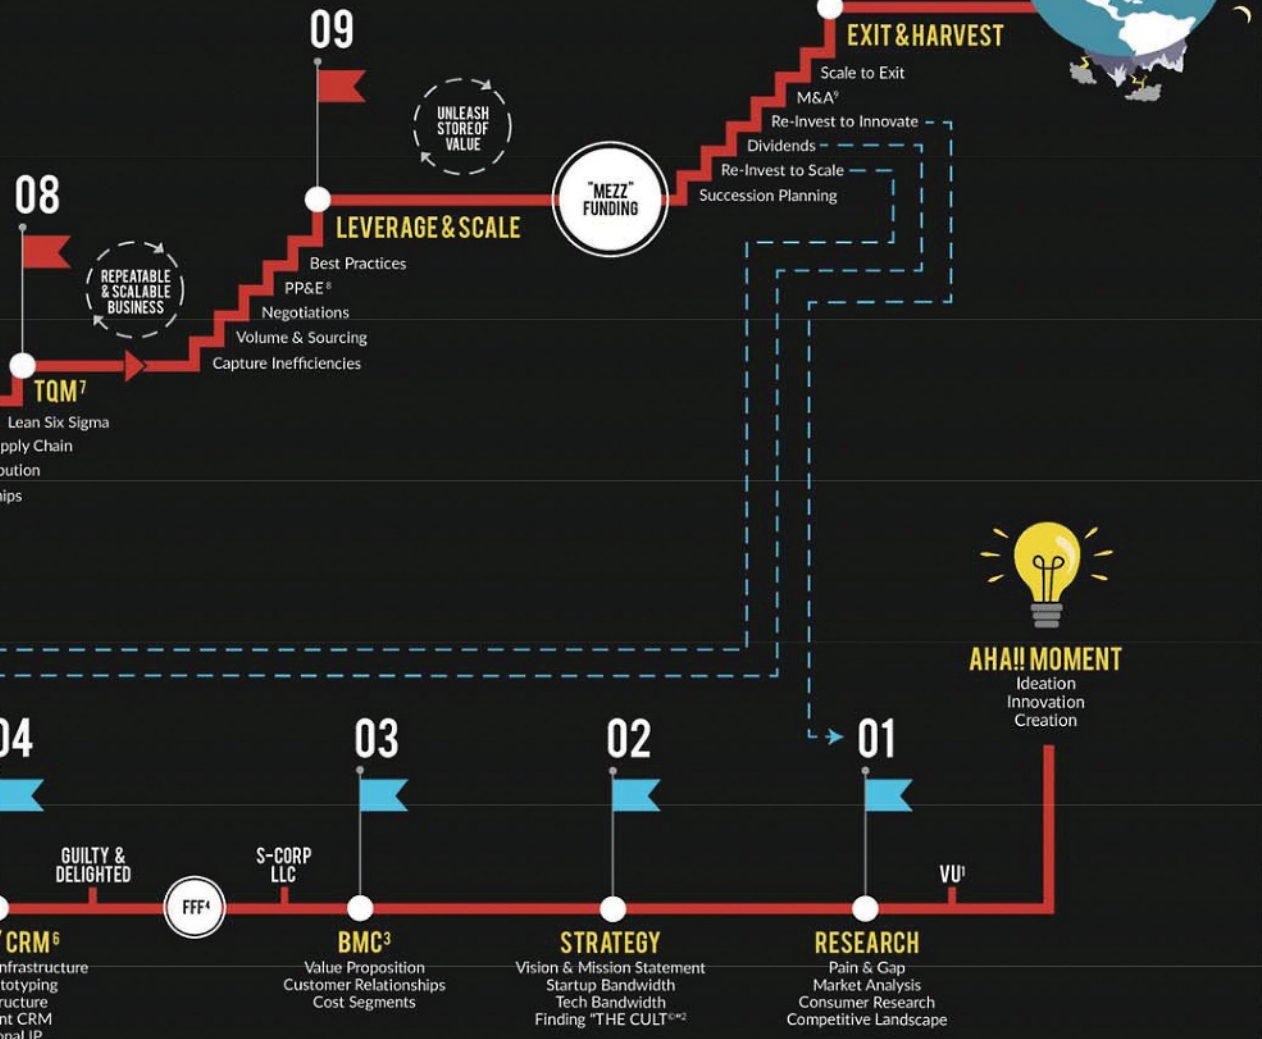 09
EXIT & HARVEST
Scale to Exit
M&A⁹
Re-Invest to Innovate
Dividends
Re-Invest to Scale
Succession Planning
UNLEASH
STORE OF
VALUE
"MEZZ"
FUNDING
08
LEVERAGE & SCALE
Best Practices
PP&E⁸
Negotiations
Volume & Sourcing
Capture Inefficiencies
REPEATABLE
& SCALABLE
BUSINESS
TQM⁷
Lean Six Sigma
pply Chain
AHA!! MOMENT
Ideation
Innovation
Creation
04
03
02
01
GUILTY &
DELIGHTED
FFF⁴
S-CORP
LLC
VU¹
CRM⁶
nfrastructure
totyping
ructure
nt CRM
BMC³
Value Proposition
Customer Relationships
Cost Segments
STRATEGY
Vision & Mission Statement
Startup Bandwidth
Tech Bandwidth
Finding "THE CULT©"²
RESEARCH
Pain & Gap
Market Analysis
Consumer Research
Competitive Landscape